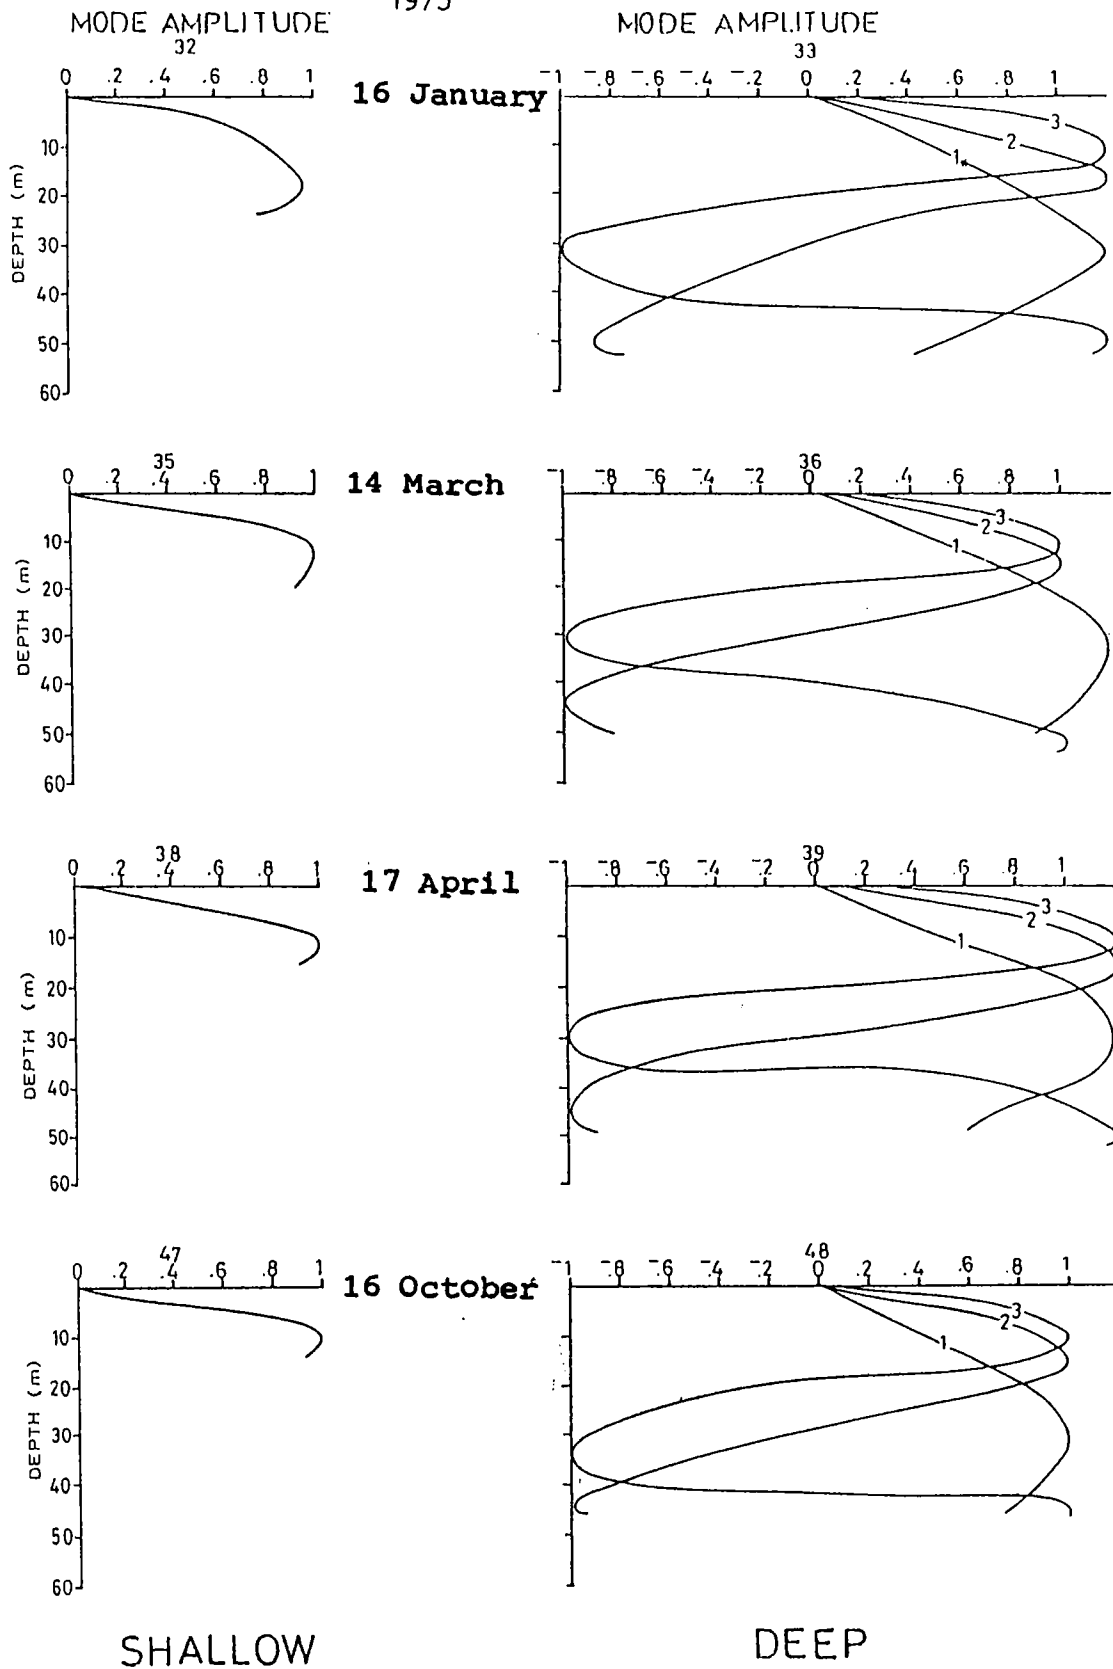 1975
MODE AMPLITUDE MODE AMPLITUDE
32 33
0 .2 .4 .6 .8 1 16 January -1 -.8 -.6 -.4 -.2 0 .2 .4 .6 .8 1
DEPTH (m)
10
20
30
40
50
60
1 2 3
35 36
0 .2 .4 .6 .8 1 14 March -1 -.8 -.6 -.4 -.2 0 .2 .4 .6 .8 1
DEPTH (m)
10
20
30
40
50
60
1 2 3
38 39
0 .2 .4 .6 .8 1 17 April -1 -.8 -.6 -.4 -.2 0 .2 .4 .6 .8 1
DEPTH (m)
10
20
30
40
50
60
1 2 3
47 48
0 .2 .4 .6 .8 1 16 October -1 -.8 -.6 -.4 -.2 0 .2 .4 .6 .8 1
DEPTH (m)
10
20
30
40
50
60
1 2 3
SHALLOW DEEP